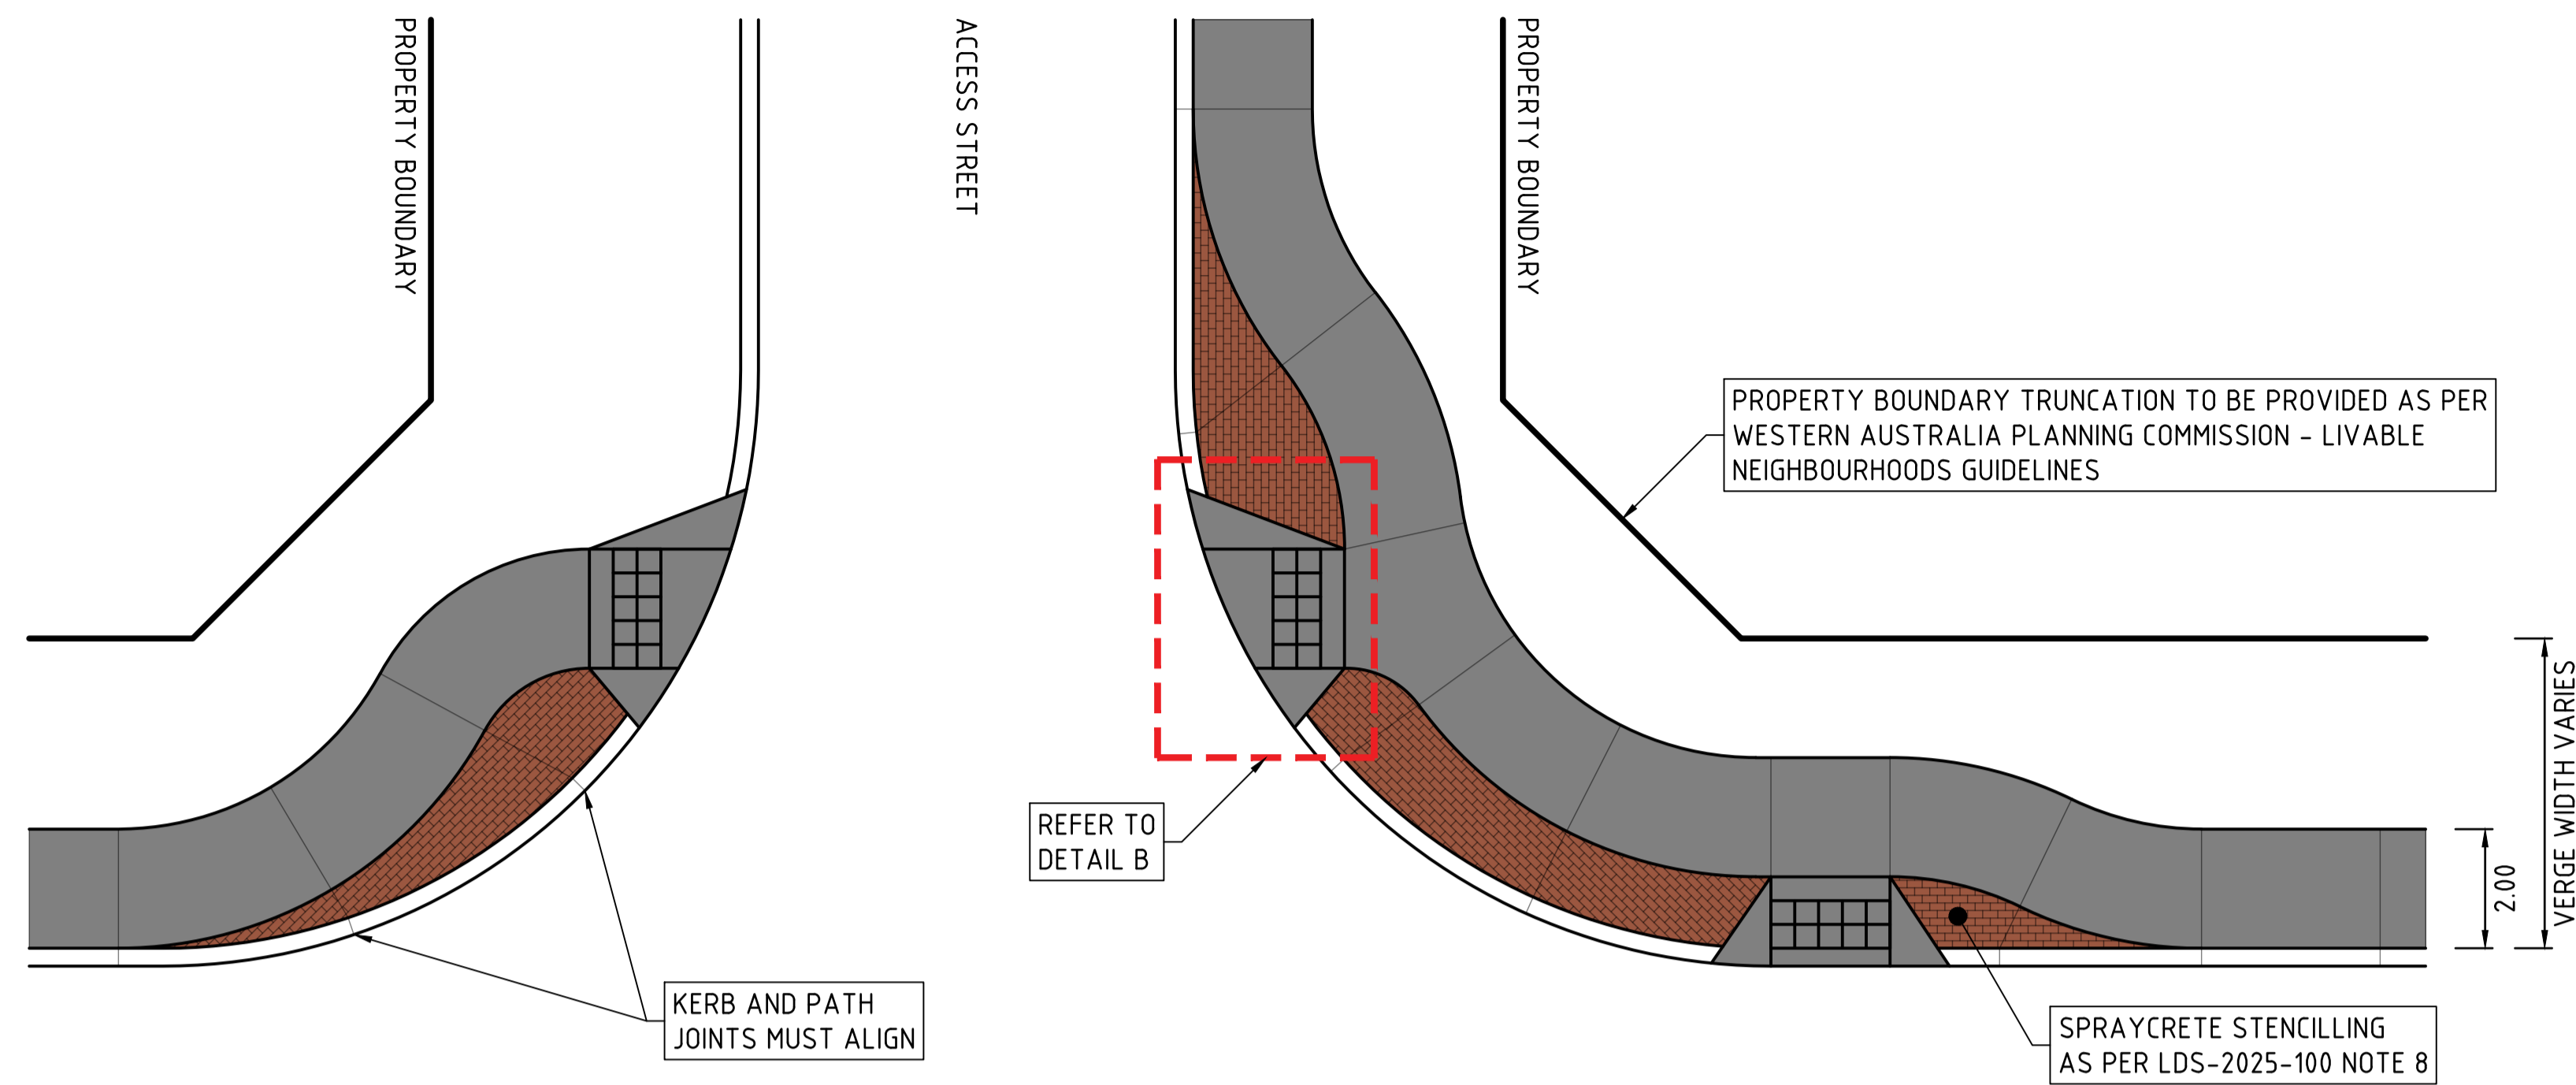 PROPERTY BOUNDARY
ACCESS STREET
PROPERTY BOUNDARY
PROPERTY BOUNDARY TRUNCATION TO BE PROVIDED AS PER
WESTERN AUSTRALIA PLANNING COMMISSION - LIVABLE
NEIGHBOURHOODS GUIDELINES
REFER TO
DETAIL B
2.00
VERGE WIDTH VARIES
KERB AND PATH
JOINTS MUST ALIGN
SPRAYCRETE STENCILLING
AS PER LDS-2025-100 NOTE 8